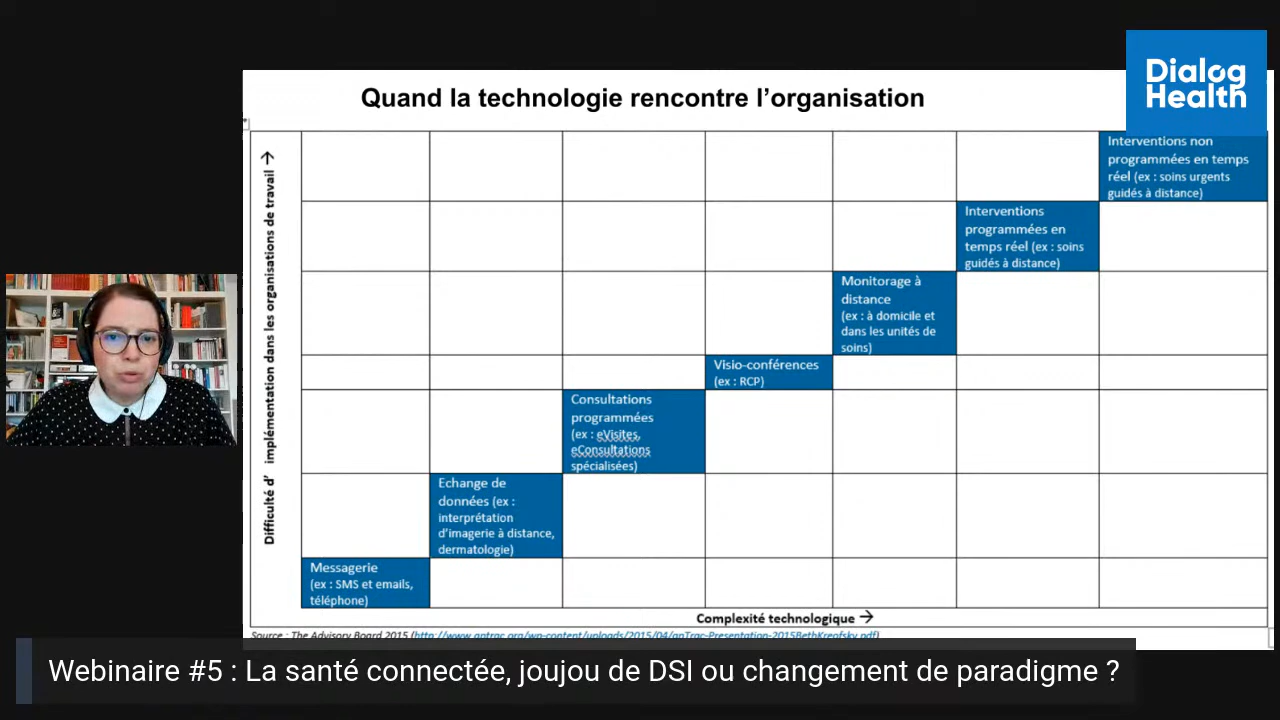 Quand la technologie rencontre l’organisation
Dialog
Health
Difficulté d’ implémentation dans les organisations de travail →
Interventions non
programmées en temps
réel (ex : soins urgents
guidés à distance)
Interventions
programmées en
temps réel (ex : soins
guidés à distance)
Monitorage à
distance
(ex : à domicile et
dans les unités de
soins)
Visio-conférences
(ex : RCP)
Consultations
programmées
(ex : eVisites,
eConsultations
spécialisées)
Echange de
données (ex :
interprétation
d’imagerie à distance,
dermatologie)
Messagerie
(ex : SMS et emails,
téléphone)
Complexité technologique →
Source : The Advisory Board 2015 (http://www.aptrac.org/wp-content/uploads/2015/04/
Webinaire #5 : La santé connectée, joujou de DSI ou changement de paradigme ?